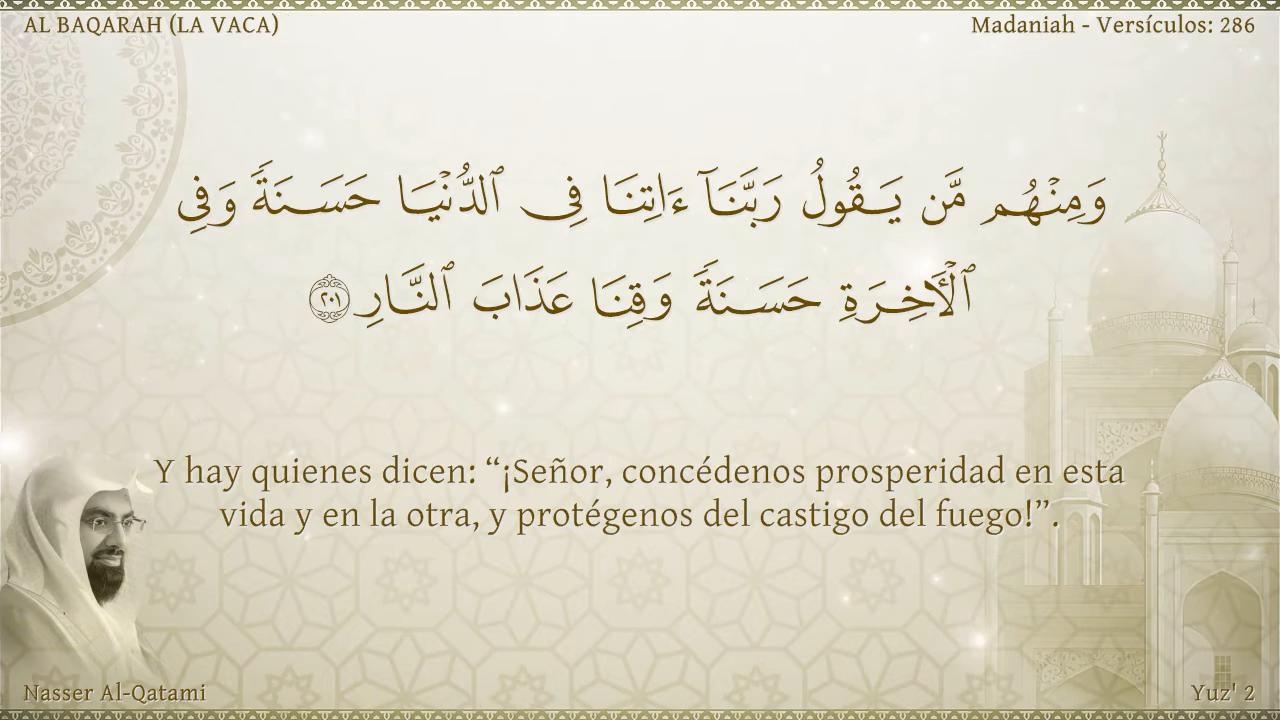 AL BAQARAH (LA VACA)
Madaniah - Versículos: 286
وَمِنْهُم مَّن يَقُولُ رَبَّنَآ ءَاتِنَا فِى ٱلدُّنْيَا حَسَنَةً وَفِى
ٱلْـَٔاخِرَةِ حَسَنَةً وَقِنَا عَذَابَ ٱلنَّارِ ٢٠١
Y hay quienes dicen: “¡Señor, concédenos prosperidad en esta
vida y en la otra, y protégenos del castigo del fuego!”.
Nasser Al-Qatami
Yuz' 2